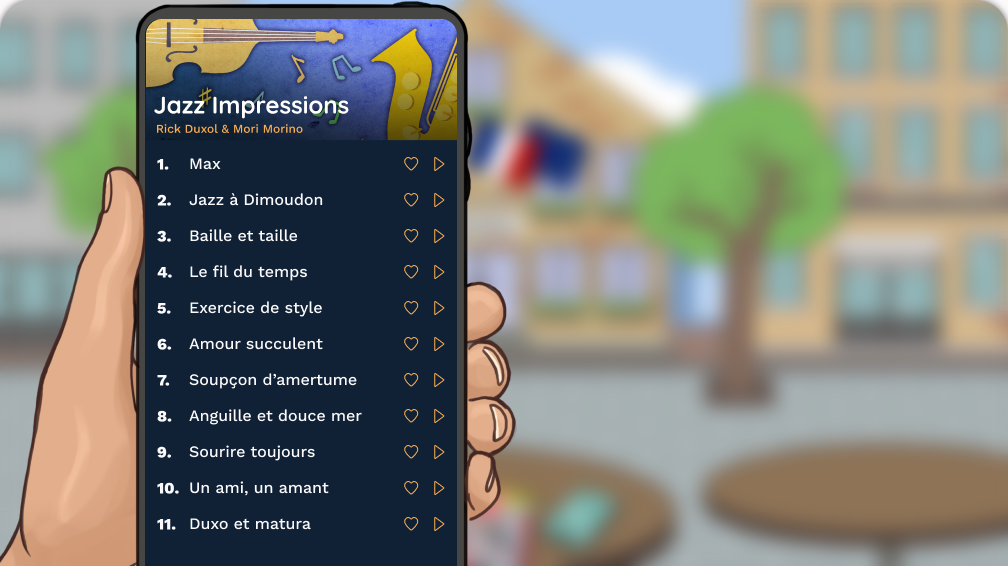 Jazz Impressions
Rick Duxol & Mori Morino
1. Max
2. Jazz à Dimoudon
3. Baille et taille
4. Le fil du temps
5. Exercice de style
6. Amour succulent
7. Soupçon d’amertume
8. Anguille et douce mer
9. Sourire toujours
10. Un ami, un amant
11. Duxo et matura